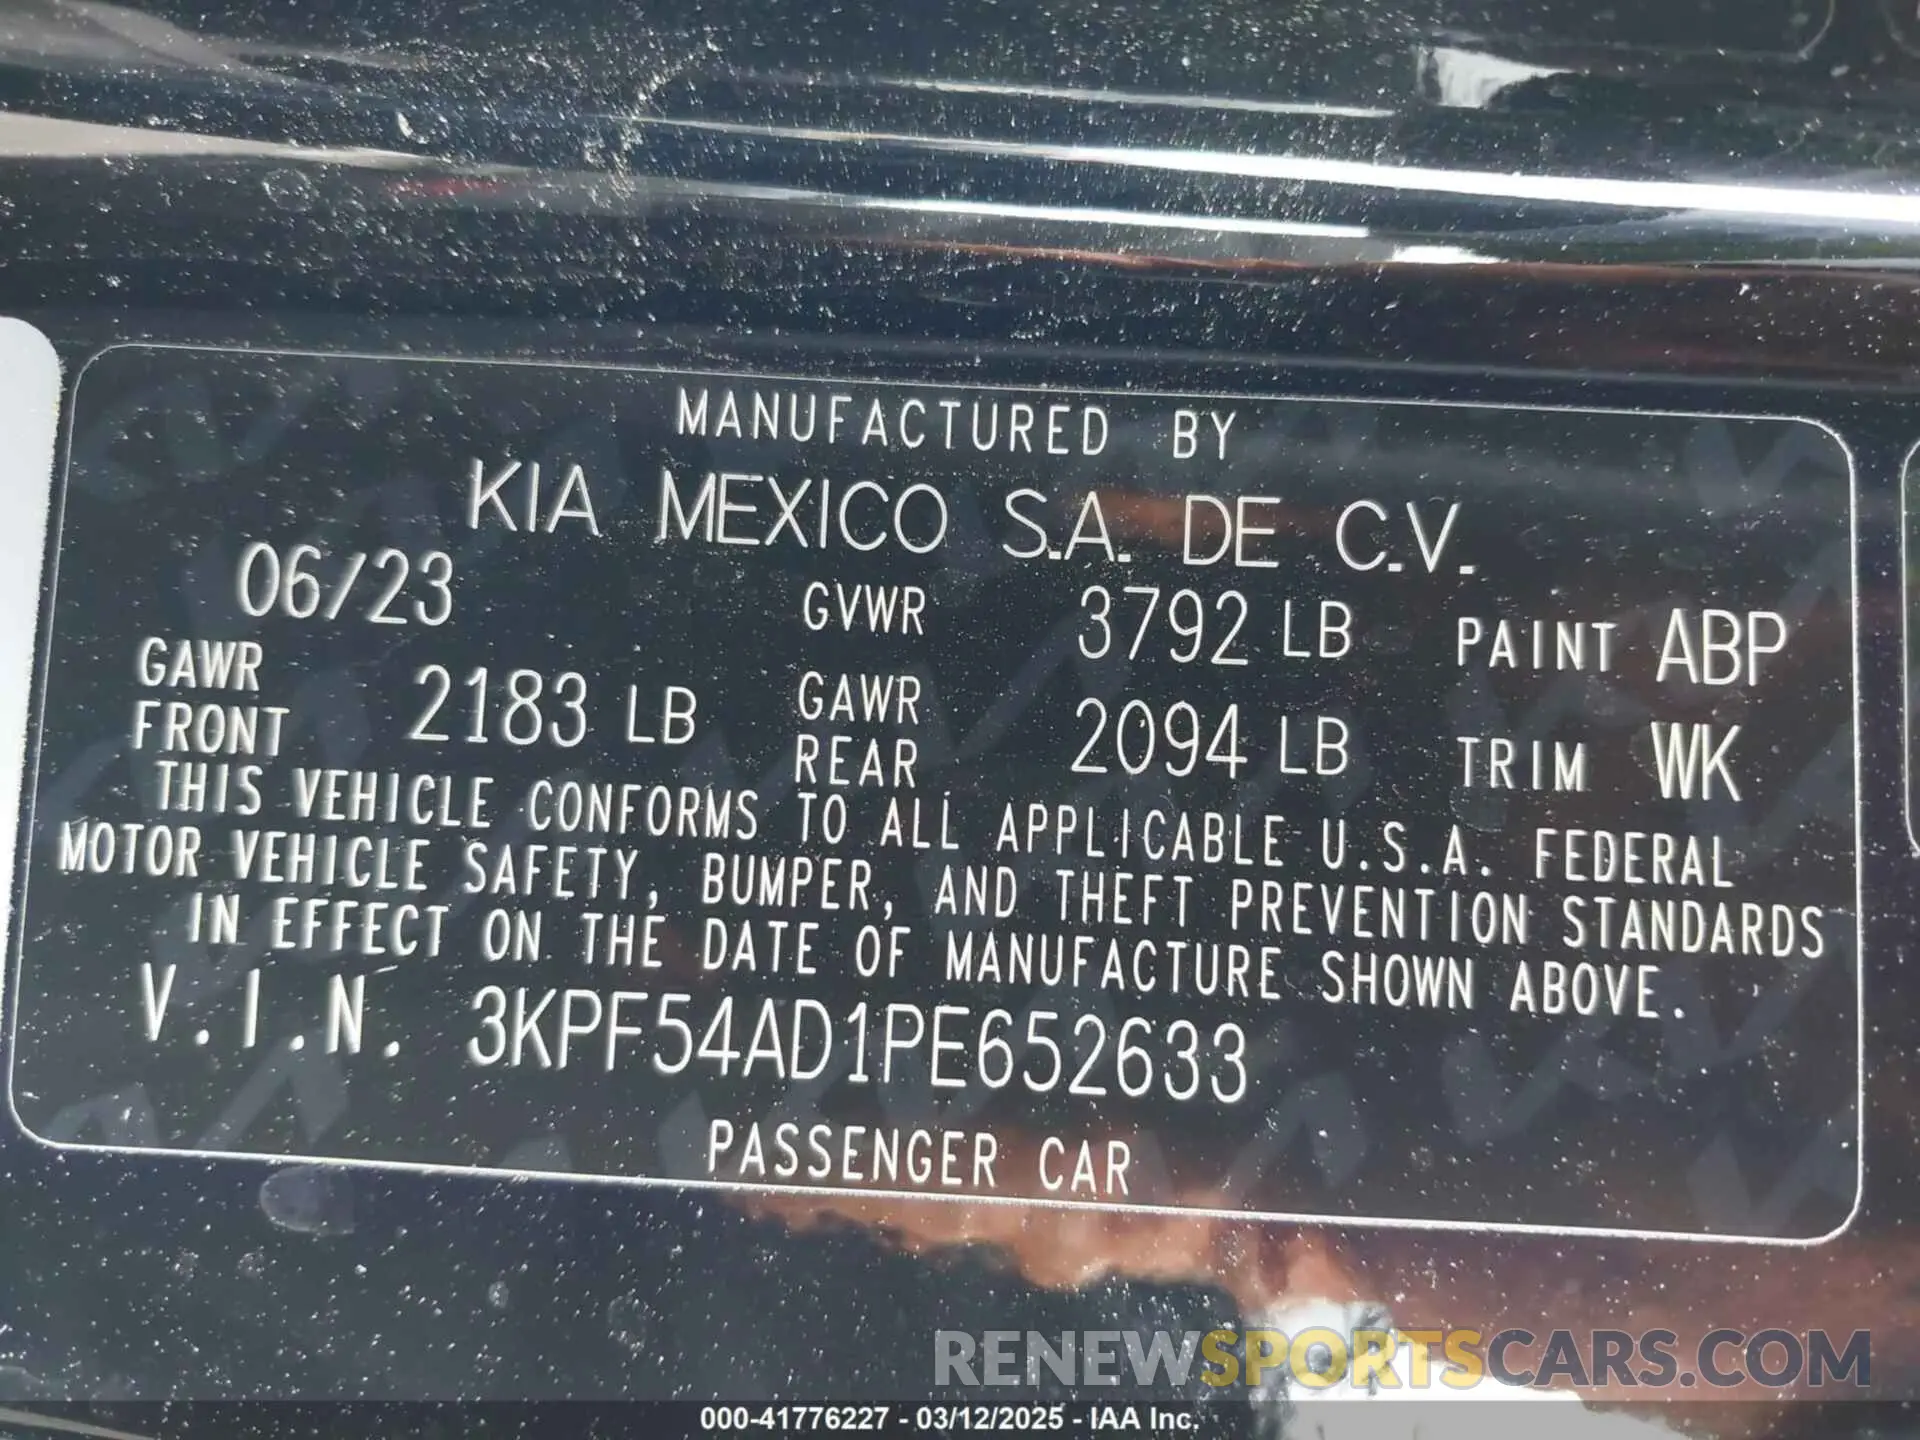 MANUFACTURED BY
KIA MEXICO S.A. DE C.V.
06/23 GVWR 3792 LB PAINT ABP
GAWR FRONT 2183 LB GAWR REAR 2094 LB TRIM WK
THIS VEHICLE CONFORMS TO ALL APPLICABLE U.S.A. FEDERAL
MOTOR VEHICLE SAFETY, BUMPER, AND THEFT PREVENTION STANDARDS
IN EFFECT ON THE DATE OF MANUFACTURE SHOWN ABOVE.
V.I.N. 3KPF54AD1PE652633
PASSENGER CAR
RENEWSPORTSCARS.COM
000-41776227 - 03/12/2025 - IAA Inc.